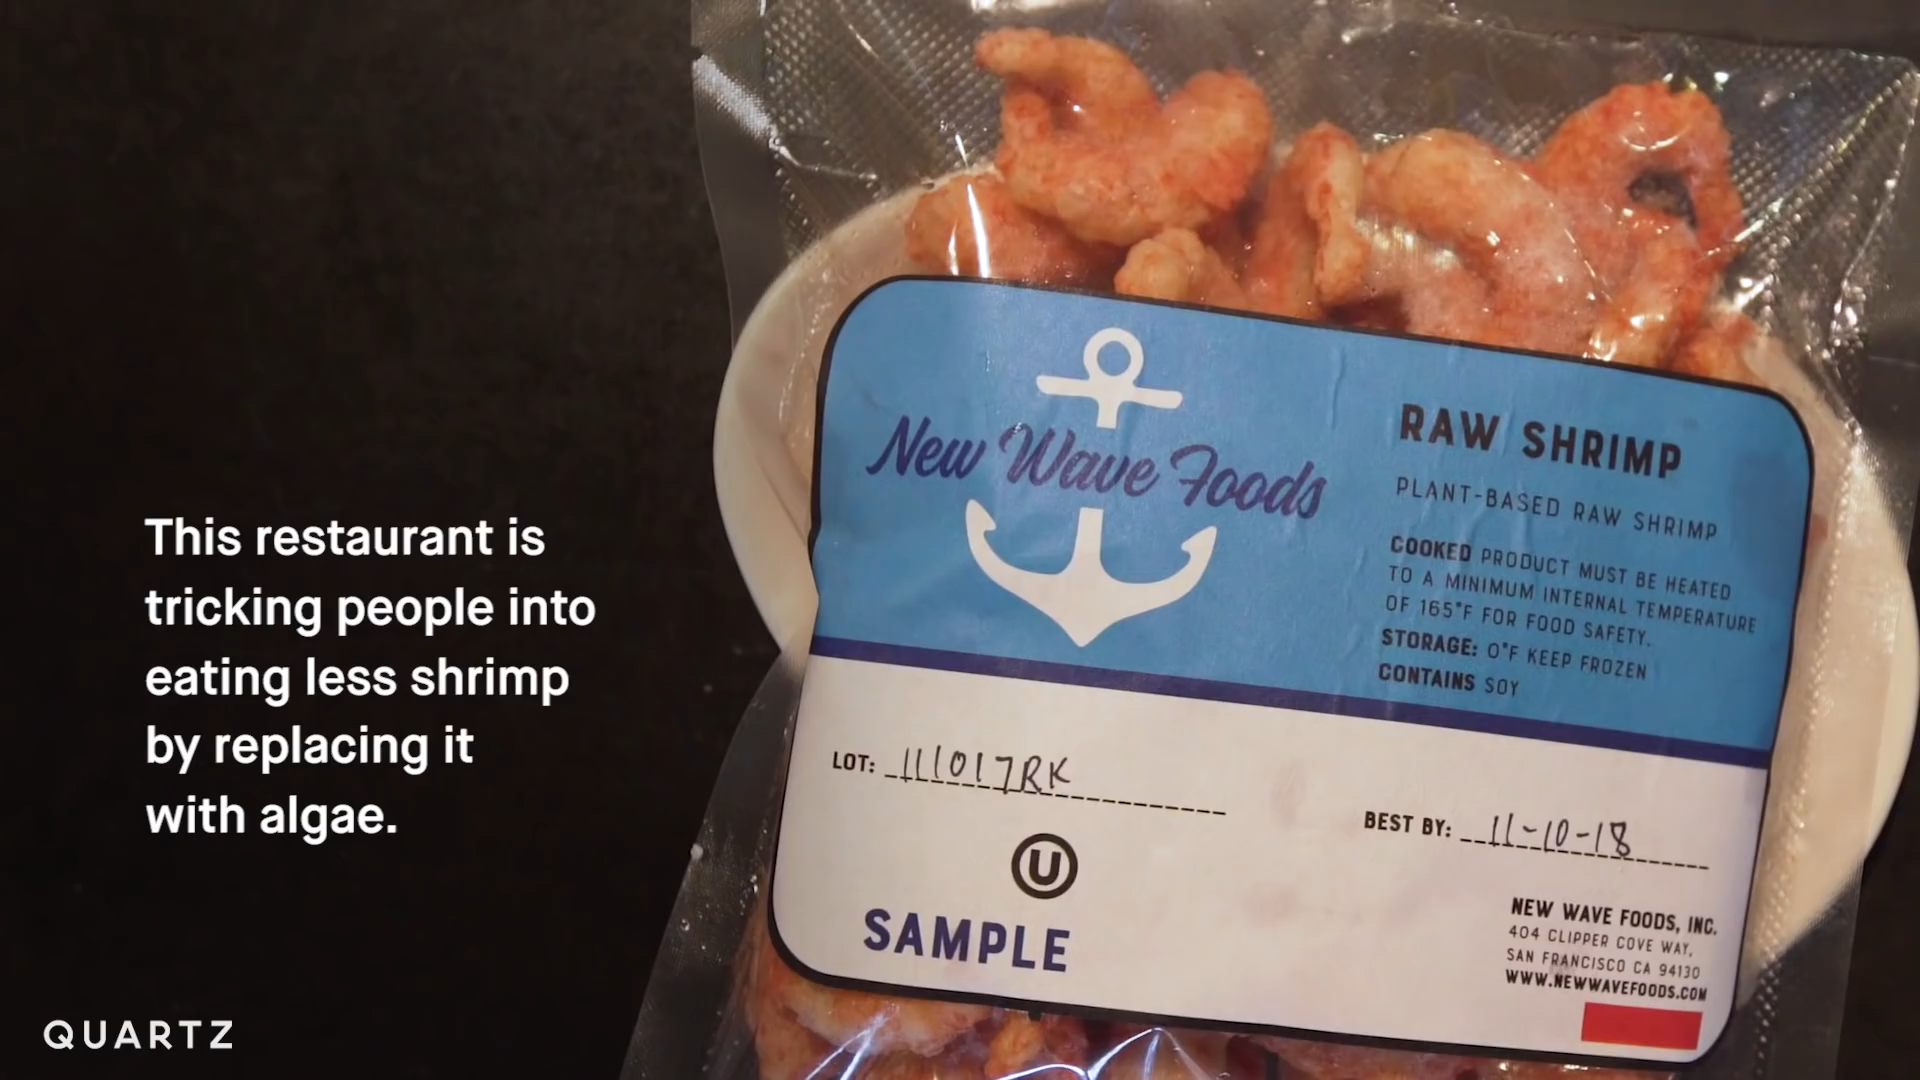 This restaurant is
tricking people into
eating less shrimp
by replacing it
with algae.
QUARTZ
New Wave Foods
RAW SHRIMP
PLANT-BASED RAW SHRIMP
COOKED PRODUCT MUST BE HEATED
TO A MINIMUM INTERNAL TEMPERATURE
OF 165°F FOR FOOD SAFETY.
STORAGE: 0°F KEEP FROZEN
CONTAINS SOY
LOT: 111017RK
BEST BY: 11-10-18
U
SAMPLE
NEW WAVE FOODS, INC.
404 CLIPPER COVE WAY,
SAN FRANCISCO CA 94130
WWW.NEWWAVEFOODS.COM